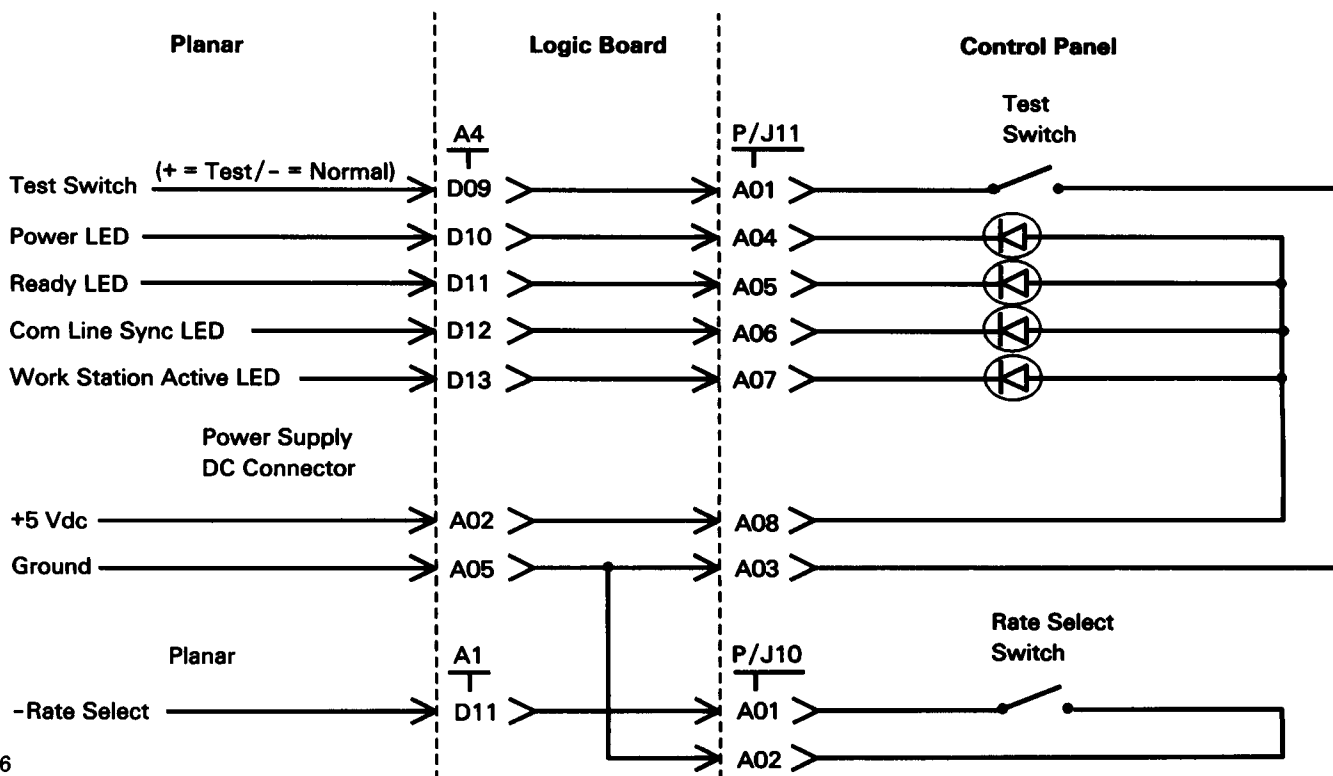 Planar Logic Board Control Panel
Test
Switch
A4 P/J11
Test Switch (+ = Test/- = Normal) D09 A01
Power LED D10 A04
Ready LED D11 A05
Com Line Sync LED D12 A06
Work Station Active LED D13 A07
Power Supply
DC Connector
+5 Vdc A02 A08
Ground A05 A03
Rate Select
Switch
Planar A1 P/J10
-Rate Select D11 A01
A02
6